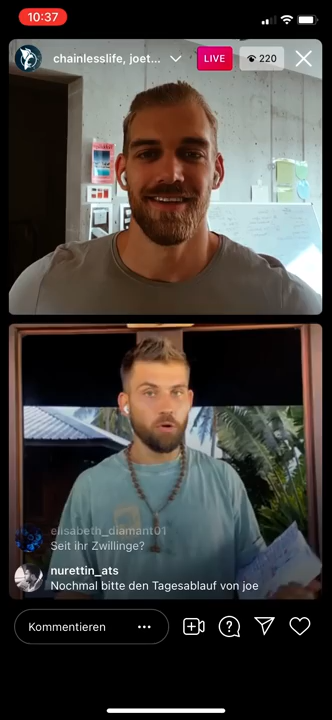 10:37
chainlesslife, joet...
LIVE
220
elisabeth_diamant01
Seit ihr Zwillinge?
nurettin_ats
Nochmal bitte den Tagesablauf von joe
Kommentieren